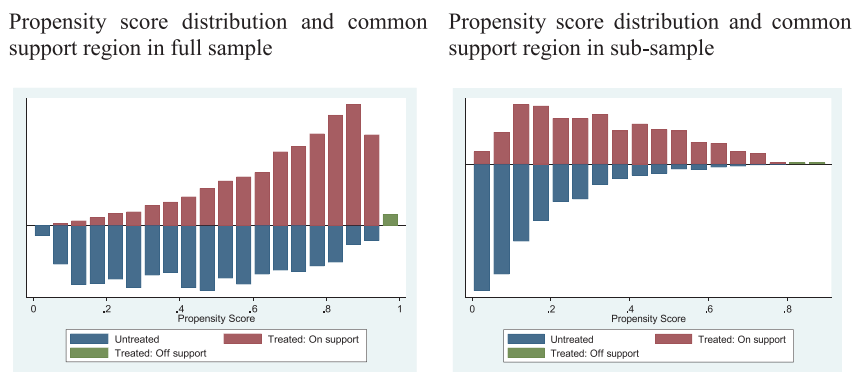 Propensity score distribution and common
support region in full sample
0 .2 .4 .6 .8 1
Propensity Score
Untreated Treated: On support
Treated: Off support
Propensity score distribution and common
support region in sub-sample
0 .2 .4 .6 .8
Propensity Score
Untreated Treated: On support
Treated: Off support